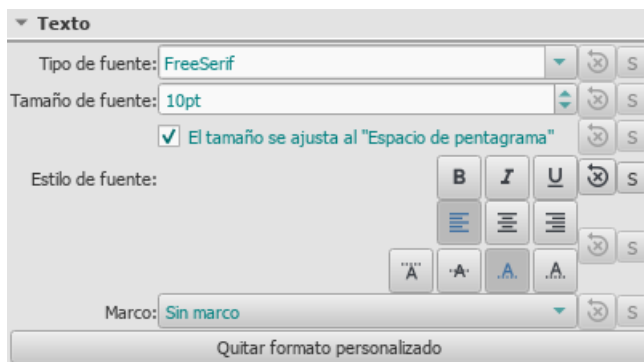 Texto
Tipo de fuente: FreeSerif S
Tamaño de fuente: 10pt S
El tamaño se ajusta al "Espacio de pentagrama" S
Estilo de fuente: B I U S
A A A A S
Marco: Sin marco S
Quitar formato personalizado